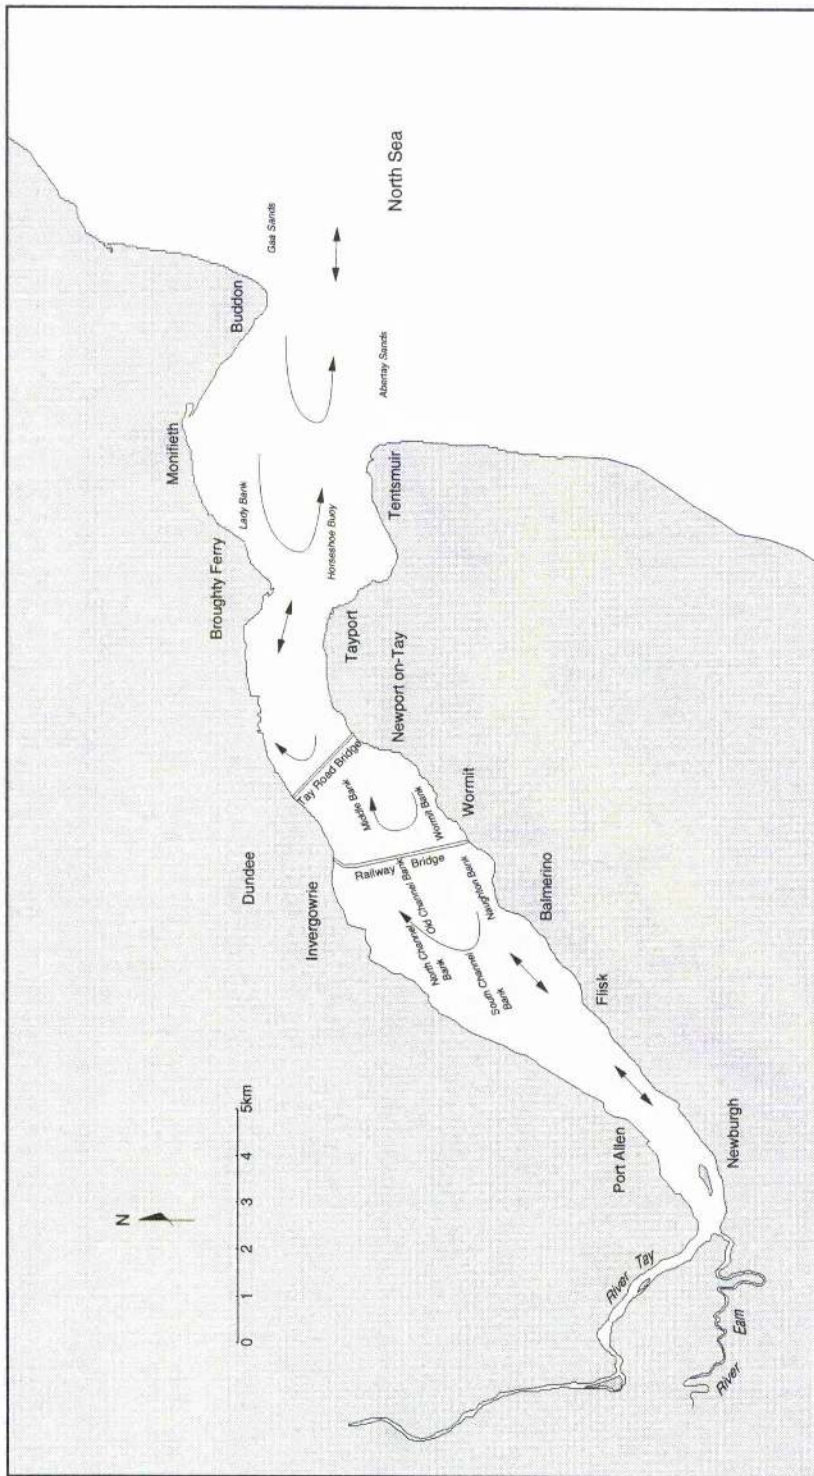 N
0 1 2 3 4 5km
North Sea
Gaa Sands
Buddon
Abertay Sands
Monifieth
Lady Bank
Horseshoe Buoy
Tentsmuir
Broughty Ferry
Tayport
Newport on-Tay
Tay Road Bridge
Middle Bank
Wormit Bank
Wormit
Dundee
Railway Bridge
Invergowrie
Old Channel Bank
Naughton Bank
North Channel
Bank
South Channel
Bank
Balmerino
Flisk
Port Allen
Newburgh
River Tay
River Earn